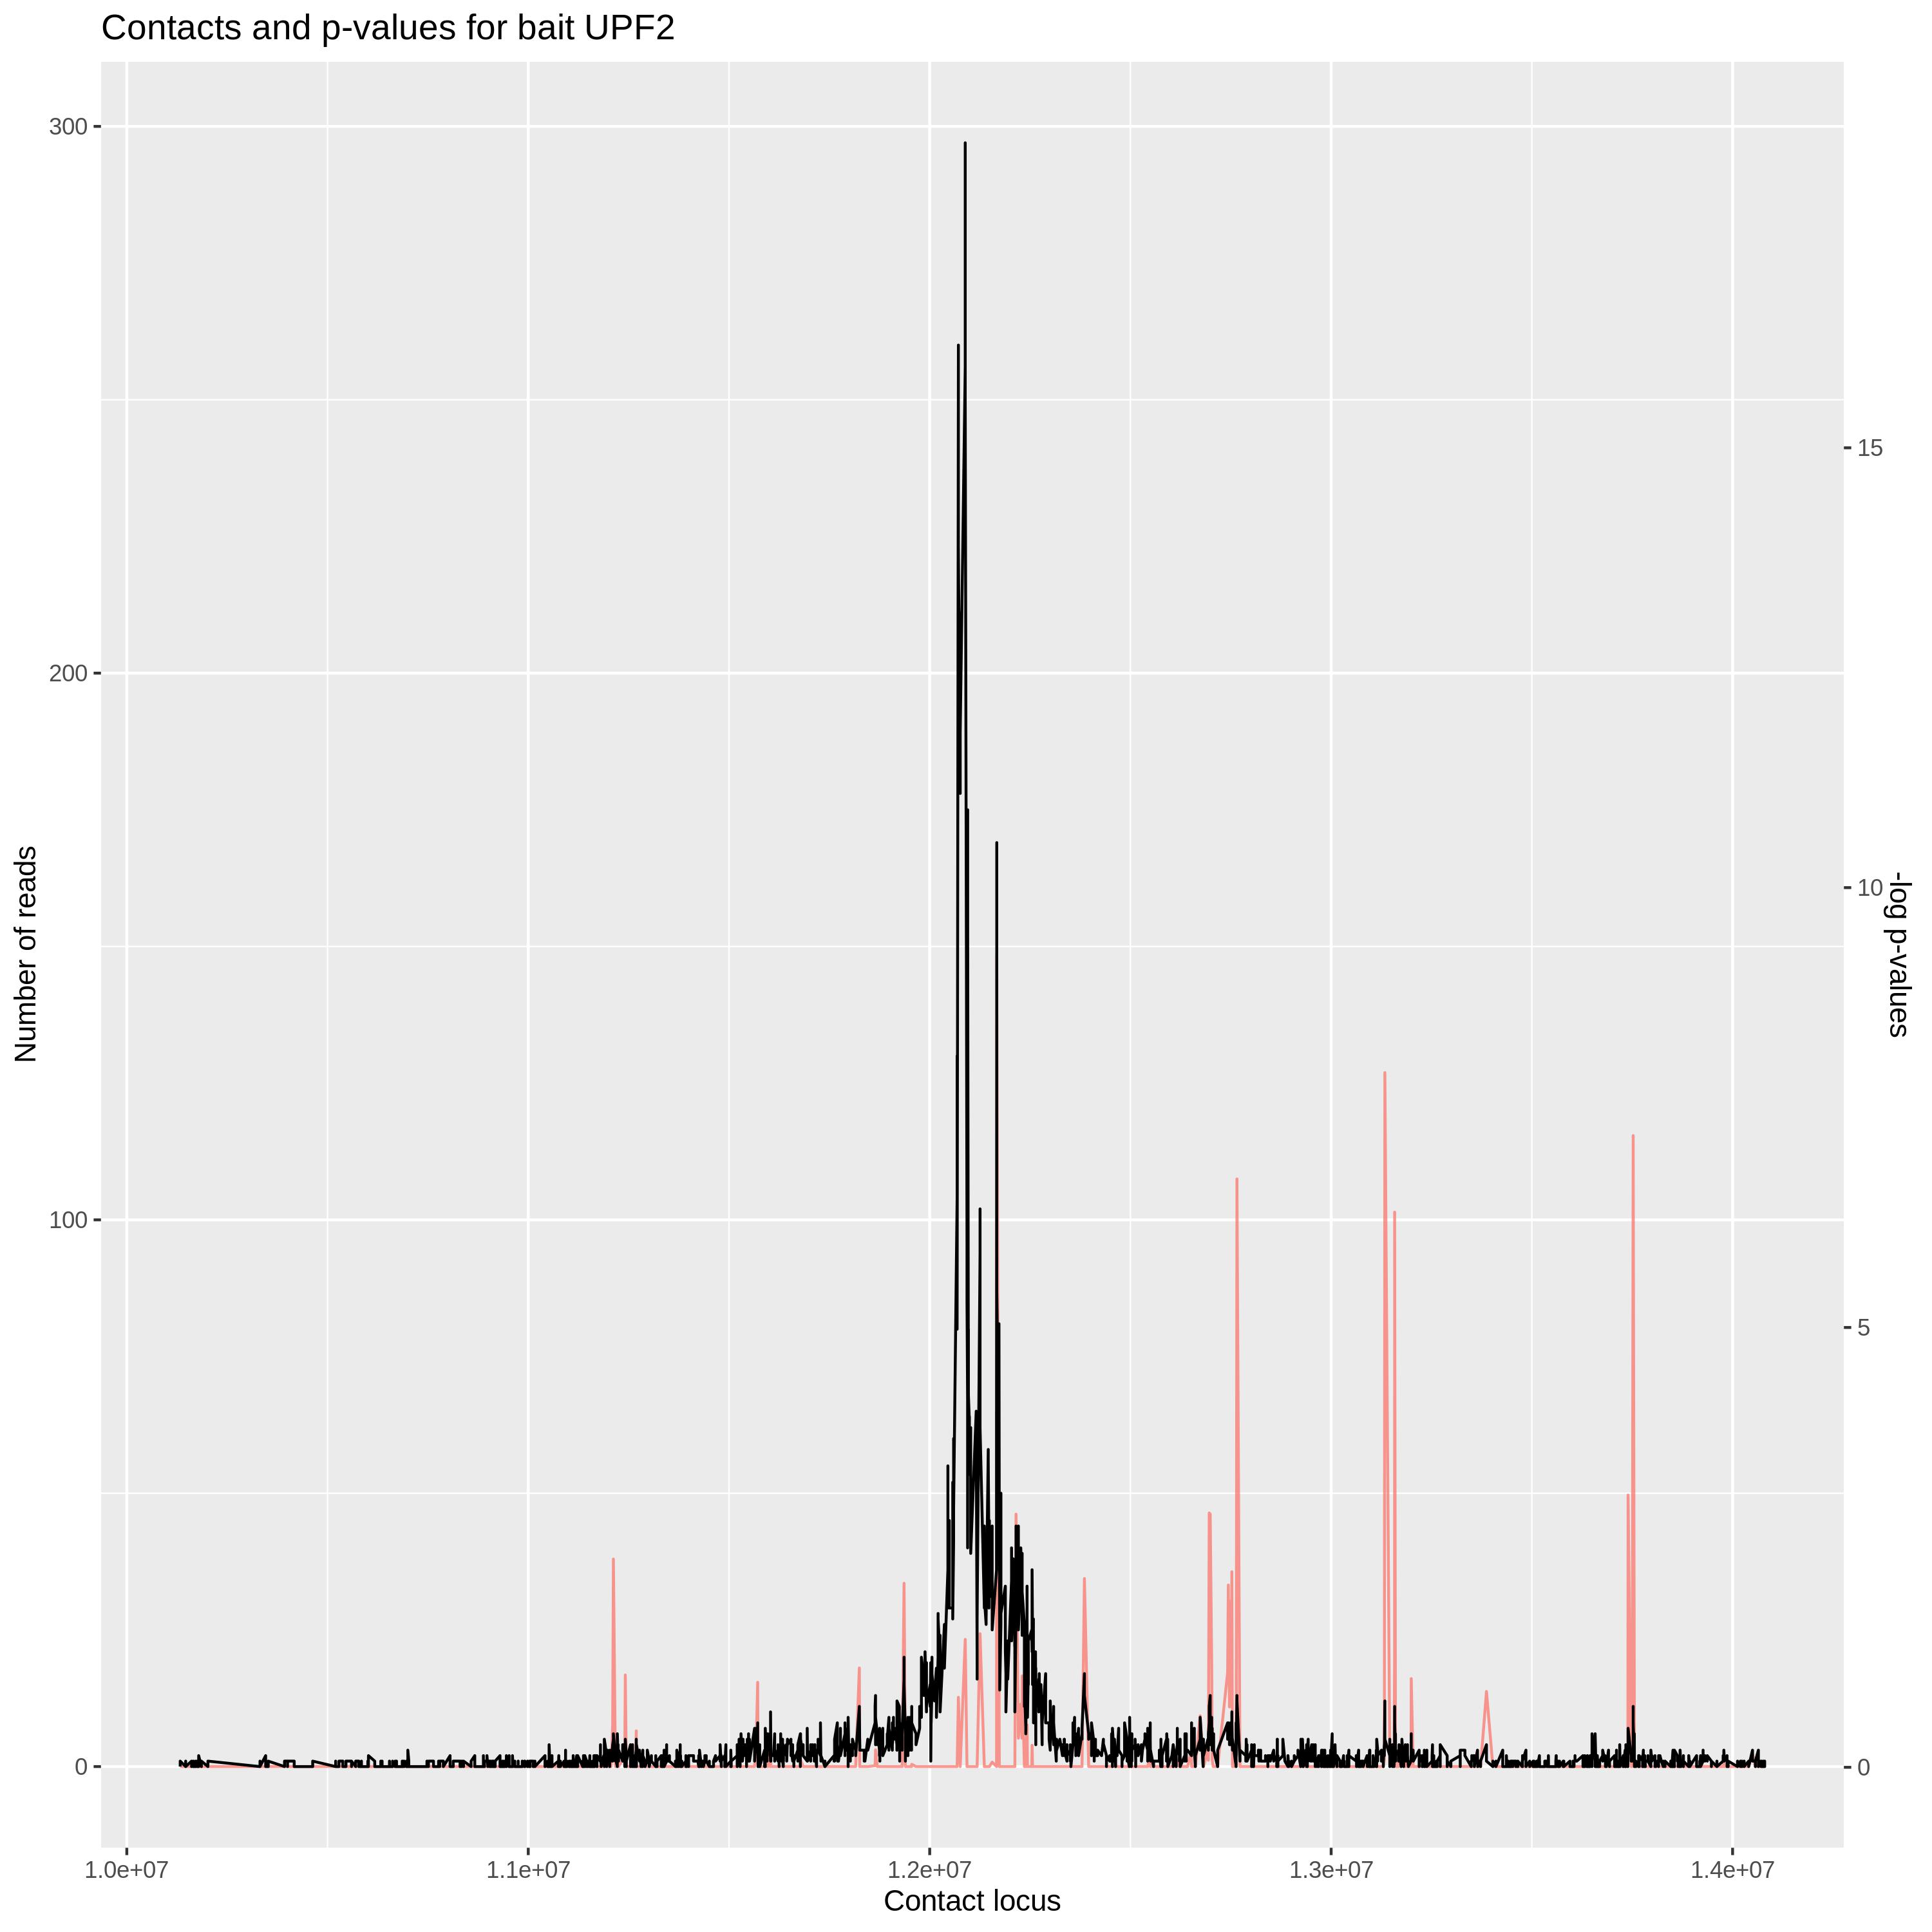 Contacts and p-values for bait UPF2
300
200
100
0
Number of reads
15
10
5
0
-log p-values
1.0e+07
1.1e+07
1.2e+07
1.3e+07
1.4e+07
Contact locus